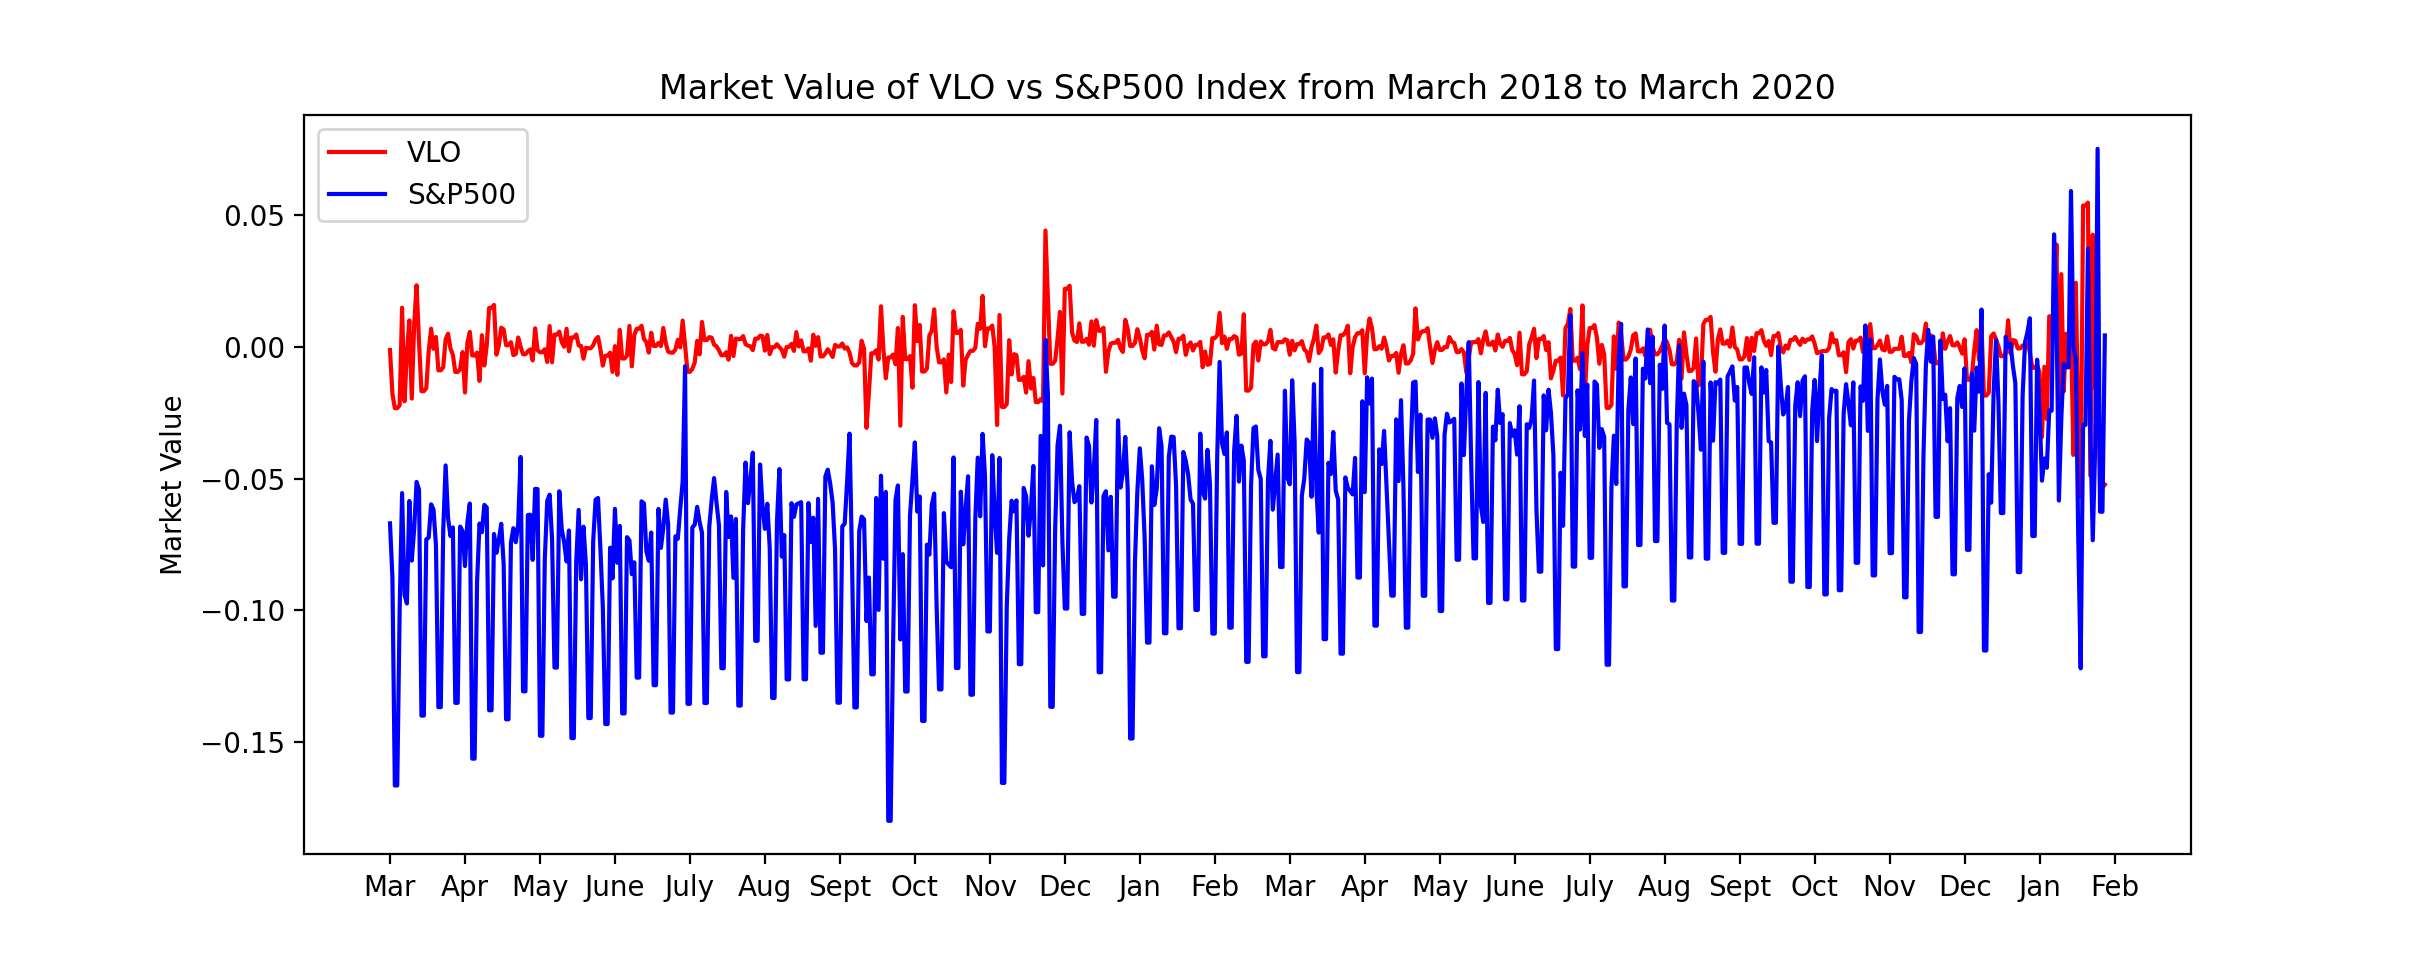 Market Value of VLO vs S&P500 Index from March 2018 to March 2020
VLO
S&P500
Market Value
0.05
0.00
−0.05
−0.10
−0.15
Mar Apr May June July Aug Sept Oct Nov Dec Jan Feb Mar Apr May June July Aug Sept Oct Nov Dec Jan Feb